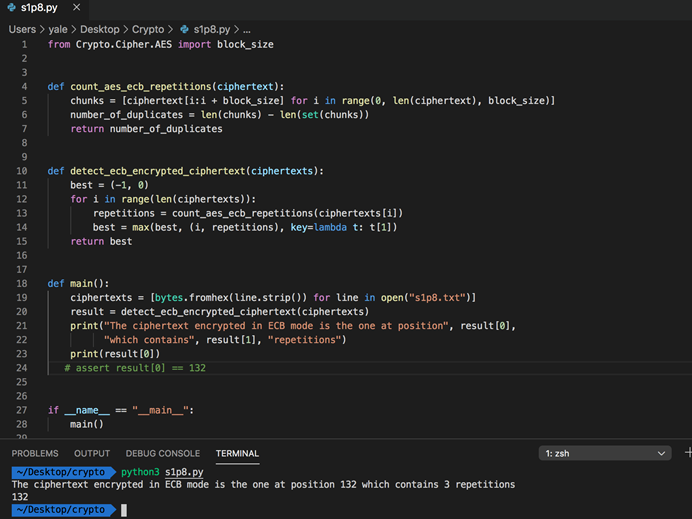 s1p8.py ×
Users > yale > Desktop > Crypto > s1p8.py > ...
1 from Crypto.Cipher.AES import block_size
2
3
4 def count_aes_ecb_repetitions(ciphertext):
5     chunks = [ciphertext[i:i + block_size] for i in range(0, len(ciphertext), block_size)]
6     number_of_duplicates = len(chunks) - len(set(chunks))
7     return number_of_duplicates
8
9
10 def detect_ecb_encrypted_ciphertext(ciphertexts):
11     best = (-1, 0)
12     for i in range(len(ciphertexts)):
13         repetitions = count_aes_ecb_repetitions(ciphertexts[i])
14         best = max(best, (i, repetitions), key=lambda t: t[1])
15     return best
16
17
18 def main():
19     ciphertexts = [bytes.fromhex(line.strip()) for line in open("s1p8.txt")]
20     result = detect_ecb_encrypted_ciphertext(ciphertexts)
21     print("The ciphertext encrypted in ECB mode is the one at position", result[0],
22           "which contains", result[1], "repetitions")
23     print(result[0])
24    # assert result[0] == 132
25
26
27 if __name__ == "__main__":
28     main()
29
PROBLEMS OUTPUT DEBUG CONSOLE TERMINAL 1: zsh
~/Desktop/crypto python3 s1p8.py
The ciphertext encrypted in ECB mode is the one at position 132 which contains 3 repetitions
132
~/Desktop/crypto